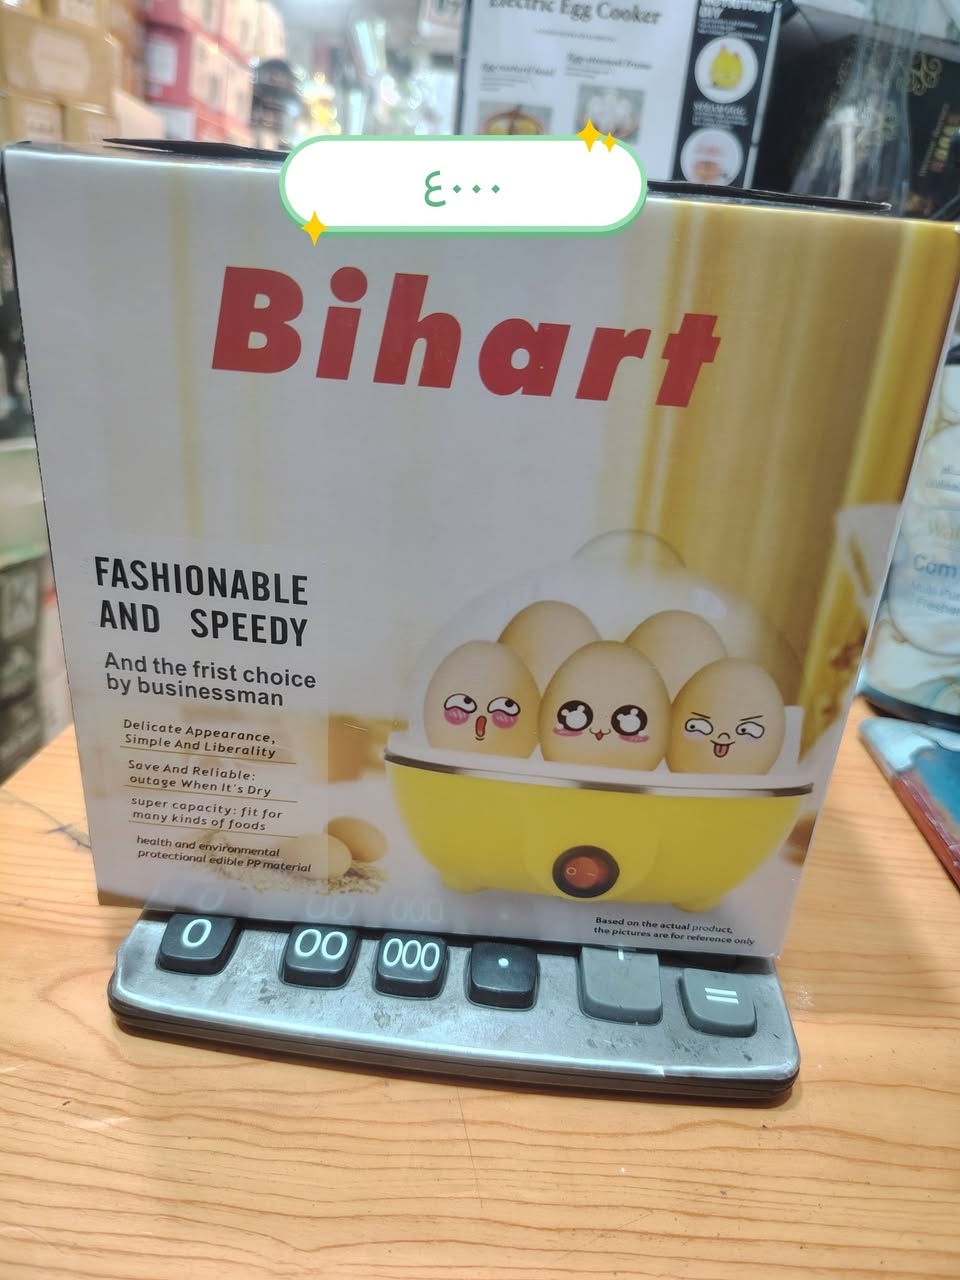 Electric Egg Cooker
٤٠٠٠
Bihart
FASHIONABLE
AND SPEEDY
And the frist choice
by businessman
Delicate Appearance,
Simple And Liberality
Save And Reliable:
outage When It's Dry
super capacity: fit for
many kinds of foods
health and environmental
protectional edible PP material
Based on the actual product,
the pictures are for reference only
0
00
000
.
=